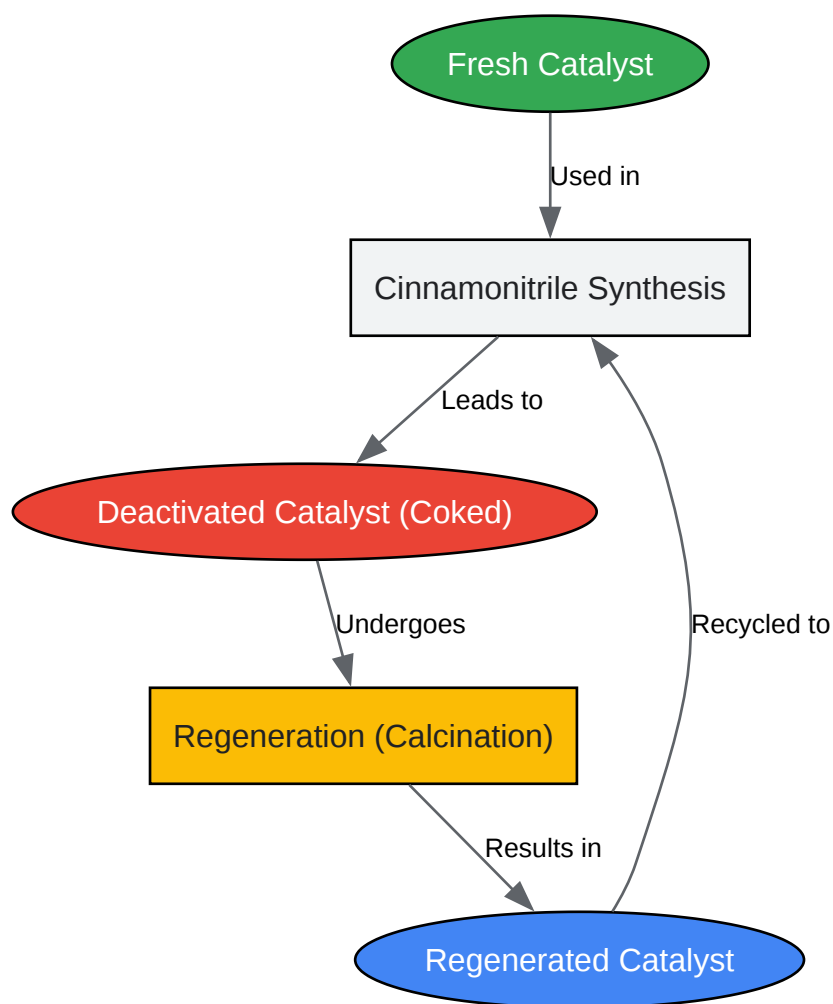 Fresh Catalyst
Used in
Cinnamonitrile Synthesis
Leads to
Deactivated Catalyst (Coked)
Undergoes
Recycled to
Regeneration (Calcination)
Results in
Regenerated Catalyst